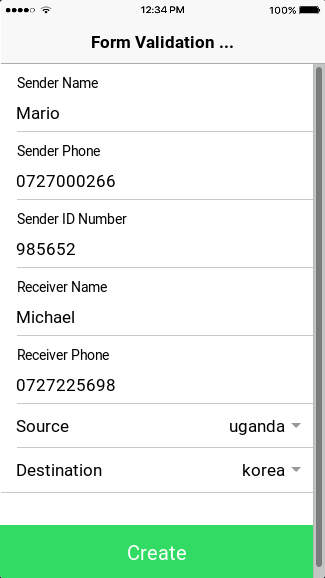 12:34 PM 100%
Form Validation ...
Sender Name
Mario
Sender Phone
0727000266
Sender ID Number
985652
Receiver Name
Michael
Receiver Phone
0727225698
Source uganda
Destination korea
Create